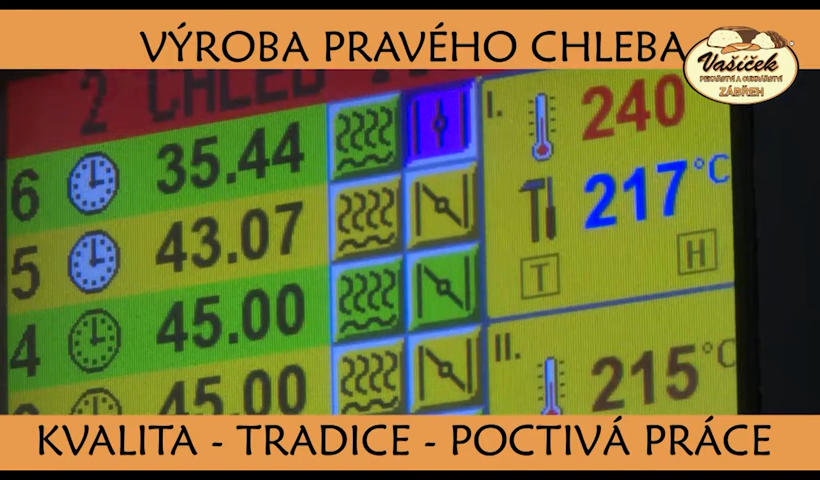 VÝROBA PRAVÉHO CHLEBA
Vašíček
PEKAŘSTVÍ A CUKRÁŘSTVÍ
ZÁBŘEH
2 CHLEB
6 35.44
5 43.07
4 45.00
45.00
I. 240
217 °C
T H
II. 215 °C
KVALITA - TRADICE - POCTIVÁ PRÁCE